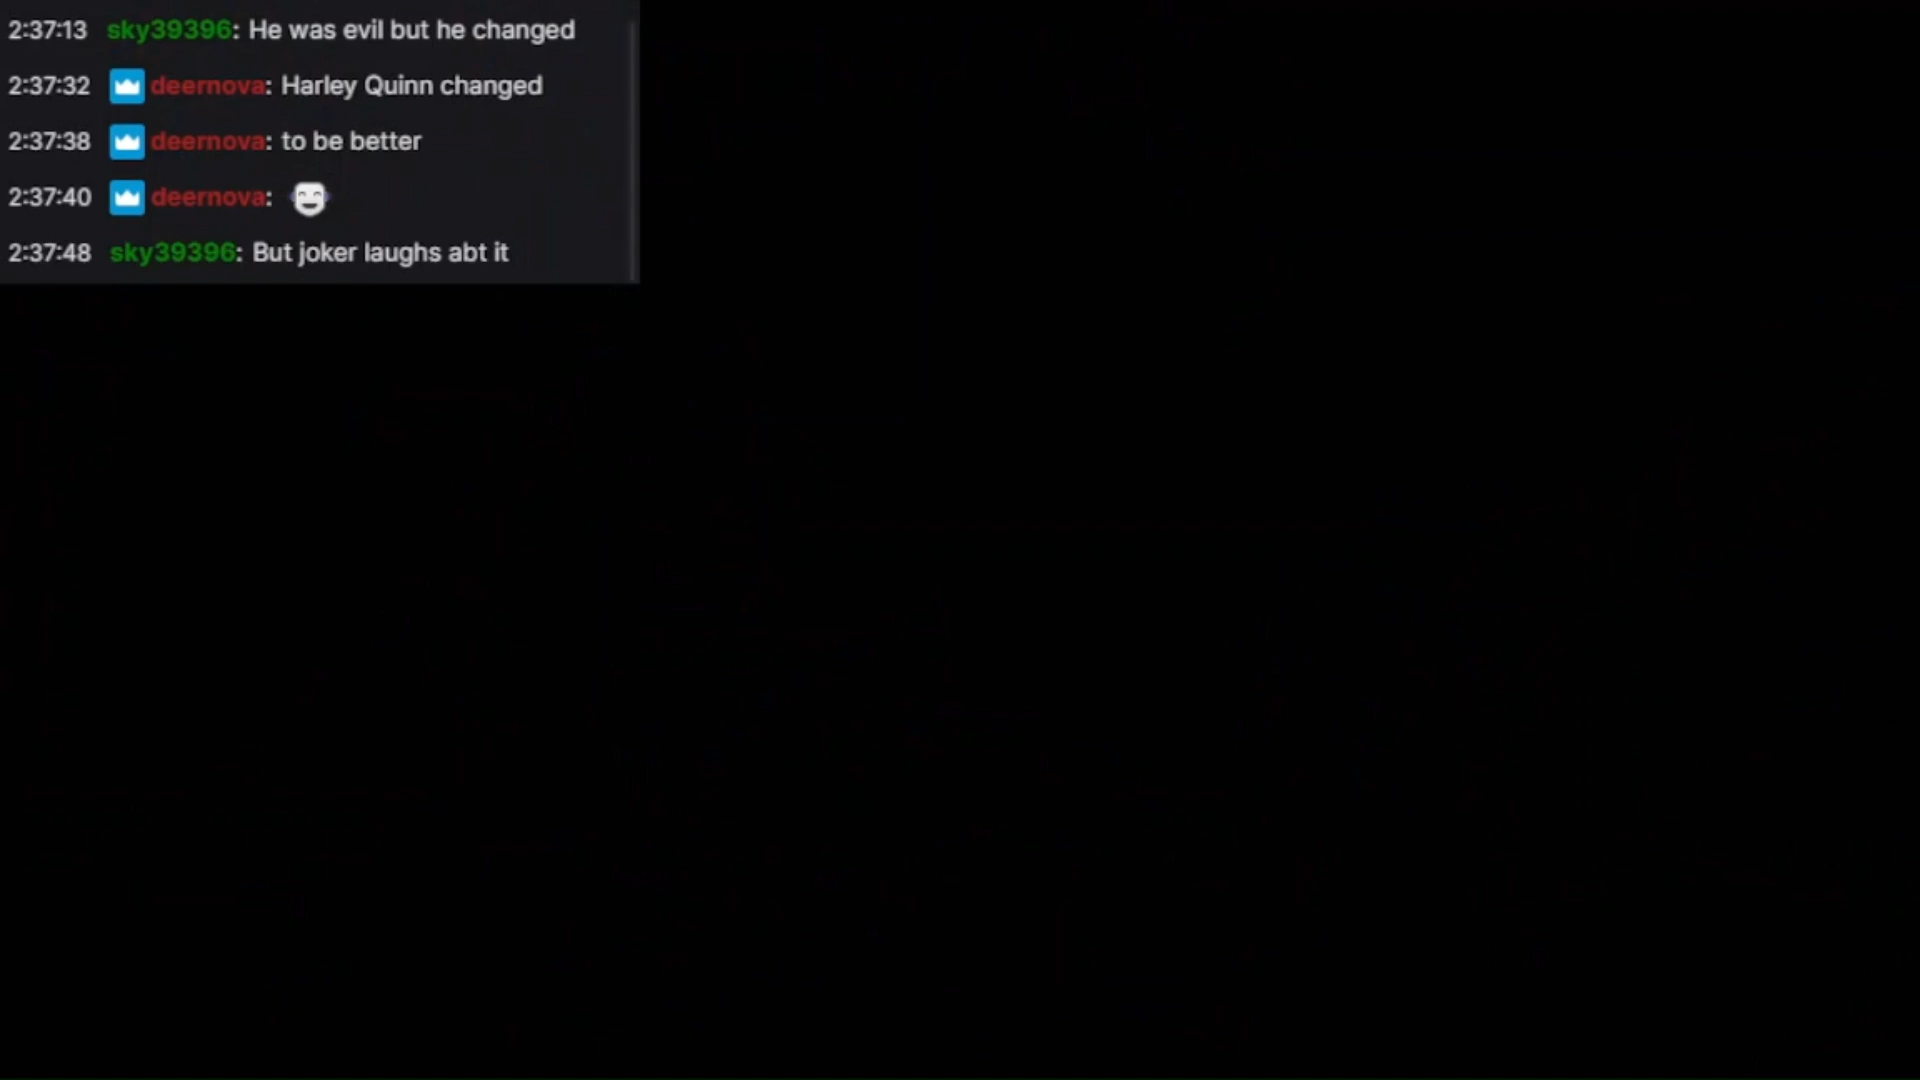 2:37:13 sky39396: He was evil but he changed
2:37:32 deernova: Harley Quinn changed
2:37:38 deernova: to be better
2:37:40 deernova:
2:37:48 sky39396: But joker laughs abt it